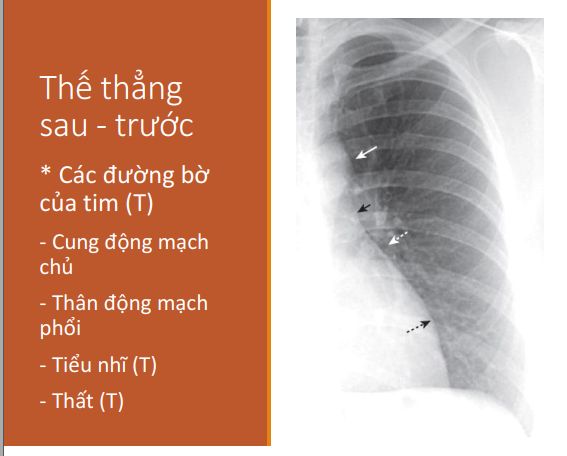 Thế thẳng
sau - trước
* Các đường bờ
của tim (T)
- Cung động mạch
chủ
- Thân động mạch
phổi
- Tiểu nhĩ (T)
- Thất (T)